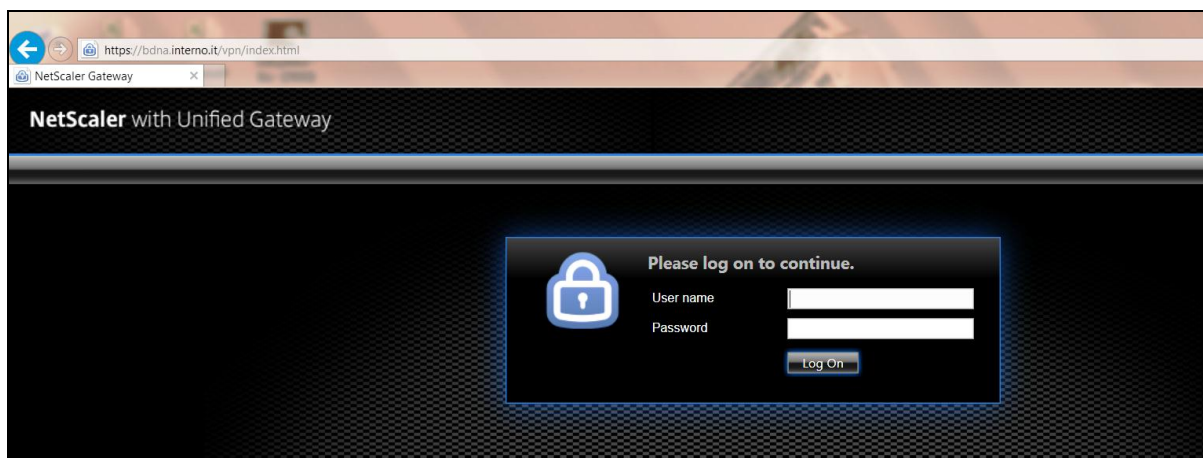 https://bdna.interno.it/vpn/index.html
NetScaler Gateway
NetScaler with Unified Gateway
Please log on to continue.
User name
Password
Log On